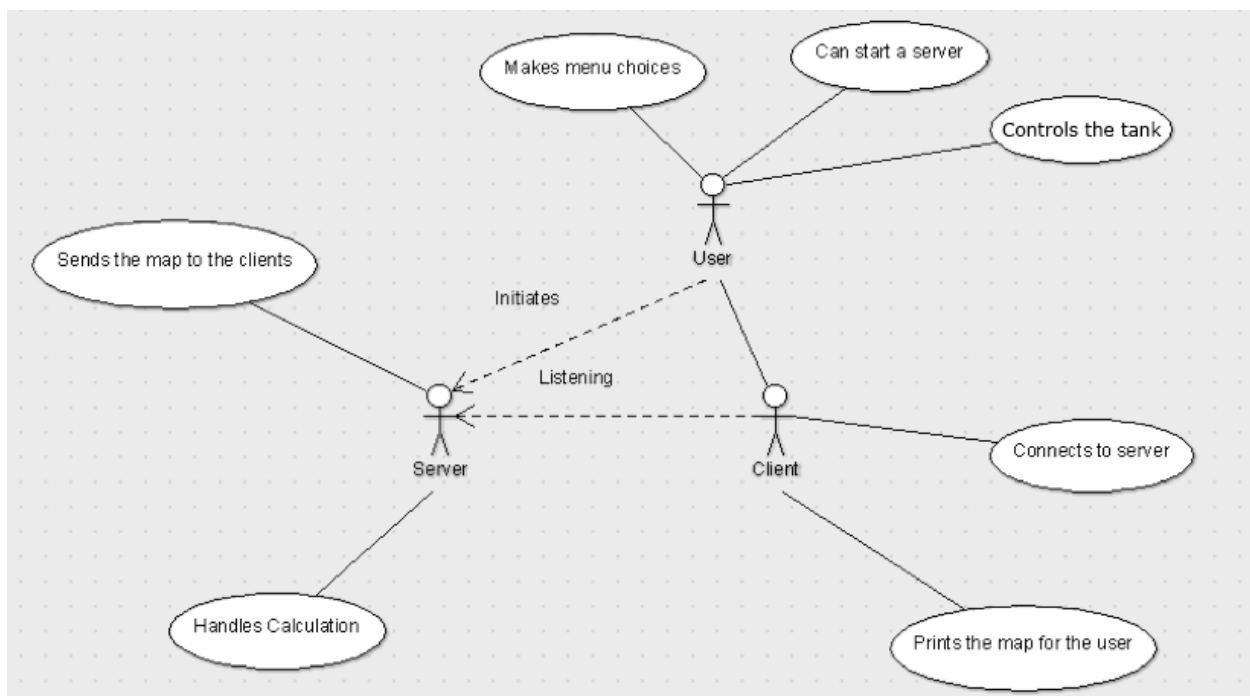 Can start a server
Makes menu choices
Controls the tank
User
Sends the map to the clients
Initiates
Listening
Server
Client
Connects to server
Handles Calculation
Prints the map for the user